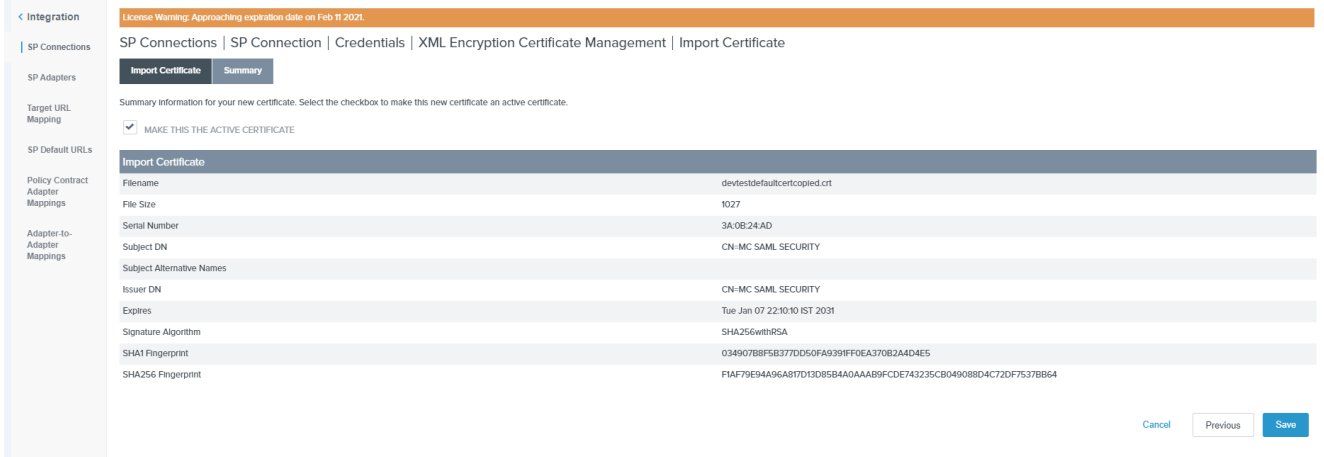 License Warning: Approaching expiration date on Feb 11 2021.
Integration
SP Connections
SP Adapters
Target URL
Mapping
SP Default URLs
Policy Contract
Adapter
Mappings
Adapter-to-
Adapter
Mappings
SP Connections | SP Connection | Credentials | XML Encryption Certificate Management | Import Certificate
Import Certificate Summary
Summary information for your new certificate. Select the checkbox to make this new certificate an active certificate.
MAKE THIS THE ACTIVE CERTIFICATE
Import Certificate
Filename devtestdefaultcertcopied.crt
File Size 1027
Serial Number 3A:0B:24:AD
Subject DN CN=MC SAML SECURITY
Subject Alternative Names
Issuer DN CN=MC SAML SECURITY
Expires Tue Jan 07 22:10:10 IST 2031
Signature Algorithm SHA256withRSA
SHA1 Fingerprint 034907B8F5B377DD50FA9391FF0EA370B2A4D4E5
SHA256 Fingerprint F1AF79E94A96A817D13D85B4A0AAAB9FCDE743235CB049088D4C72DF7537BB64
Cancel Previous Save